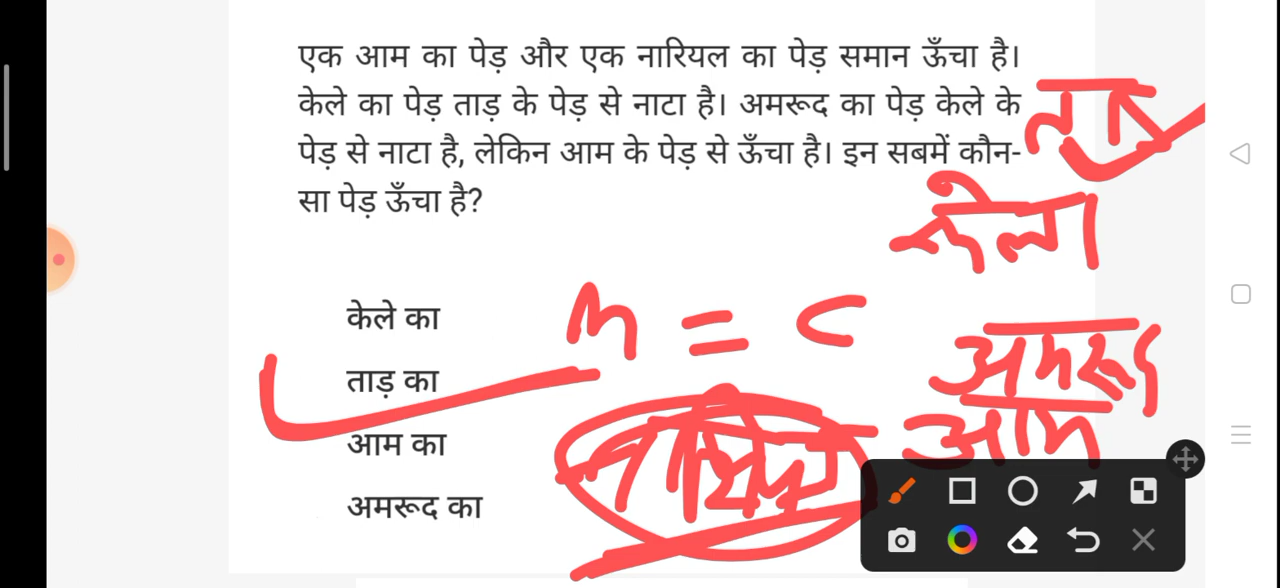 एक आम का पेड़ और एक नारियल का पेड़ समान ऊँचा है।
केले का पेड़ ताड़ के पेड़ से नाटा है। अमरूद का पेड़ केले के
पेड़ से नाटा है, लेकिन आम के पेड़ से ऊँचा है। इन सबमें कौन-
सा पेड़ ऊँचा है?
ताड़
केला
केले का
M = C
अमरूद
ताड़ का
आम
आम का
अमरूद का